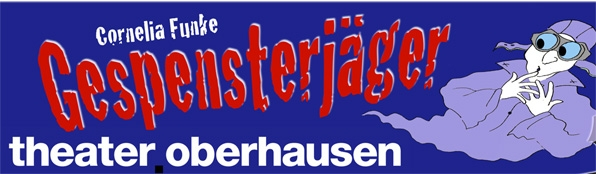 Cornelia Funke
Gespensterjäger
theater oberhausen